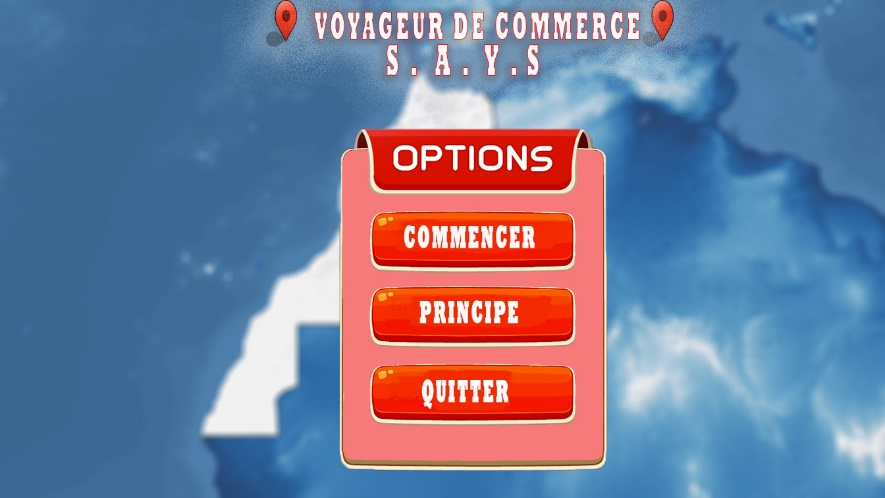 VOYAGEUR DE COMMERCE
S . A . Y . S
OPTIONS
COMMENCER
PRINCIPE
QUITTER